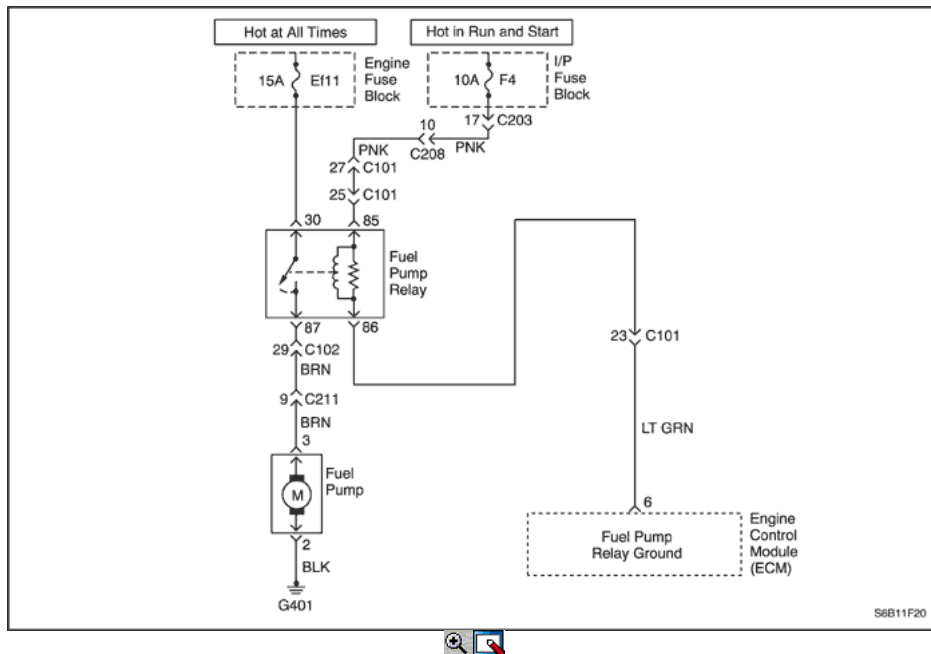 Hot at All Times
Hot in Run and Start
15A
Ef11
Engine
Fuse
Block
10A
F4
I/P
Fuse
Block
17
C203
10
C208
PNK
PNK
27
C101
25
C101
30
85
Fuel
Pump
Relay
87
86
29
C102
BRN
9
C211
BRN
3
M
Fuel
Pump
2
BLK
G401
23
C101
LT GRN
6
Fuel Pump
Relay Ground
Engine
Control
Module
(ECM)
S6B11F20